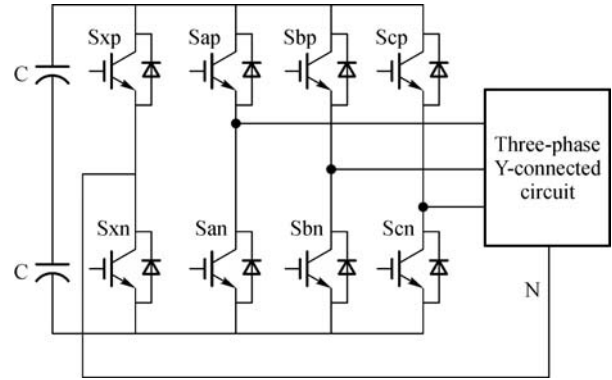 Sxp
Sap
Sbp
Scp
C
Three-phase
Y-connected
circuit
Sxn
San
Sbn
Scn
C
N